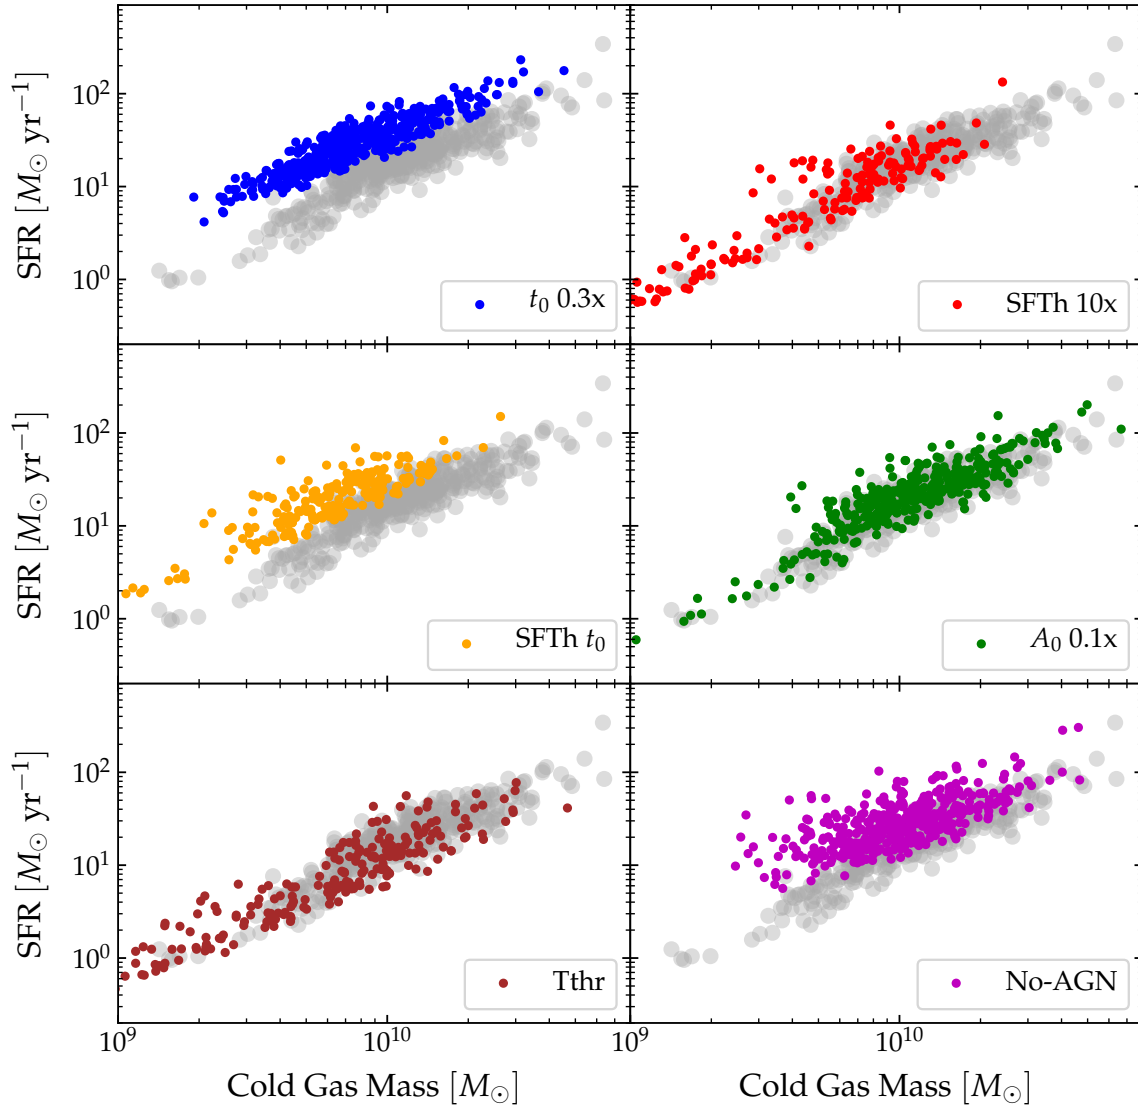 SFR [M⊙ yr⁻¹]
10²
10¹
10⁰
t₀ 0.3x
SFTh 10x
SFR [M⊙ yr⁻¹]
10²
10¹
10⁰
SFTh t₀
A₀ 0.1x
SFR [M⊙ yr⁻¹]
10²
10¹
10⁰
Tthr
No-AGN
10⁹ 10¹⁰ 10⁹ 10¹⁰
Cold Gas Mass [M⊙] Cold Gas Mass [M⊙]